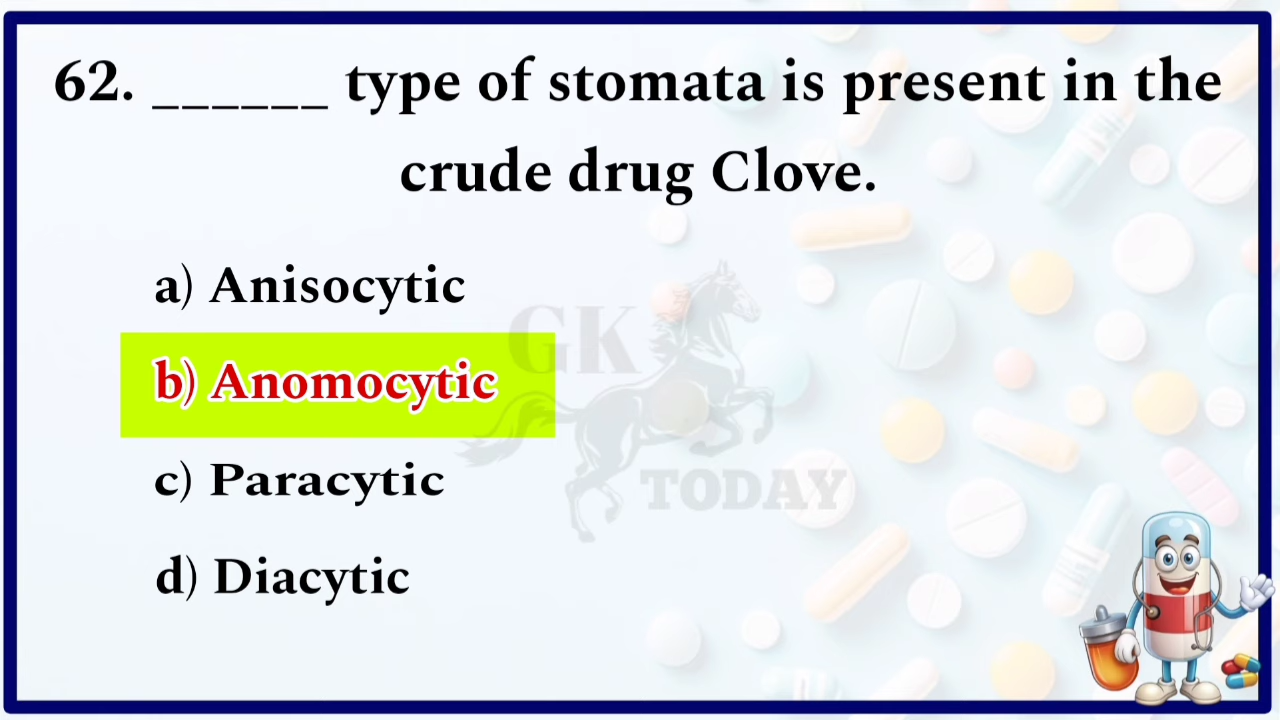 62. ______ type of stomata is present in the
crude drug Clove.
a) Anisocytic
b) Anomocytic
c) Paracytic
d) Diacytic
GK
TODAY